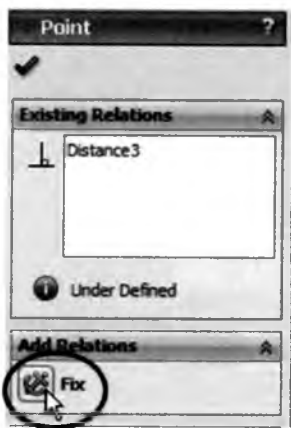 Point ?
Existing Relations
Distance3
Under Defined
Add Relations
Fix